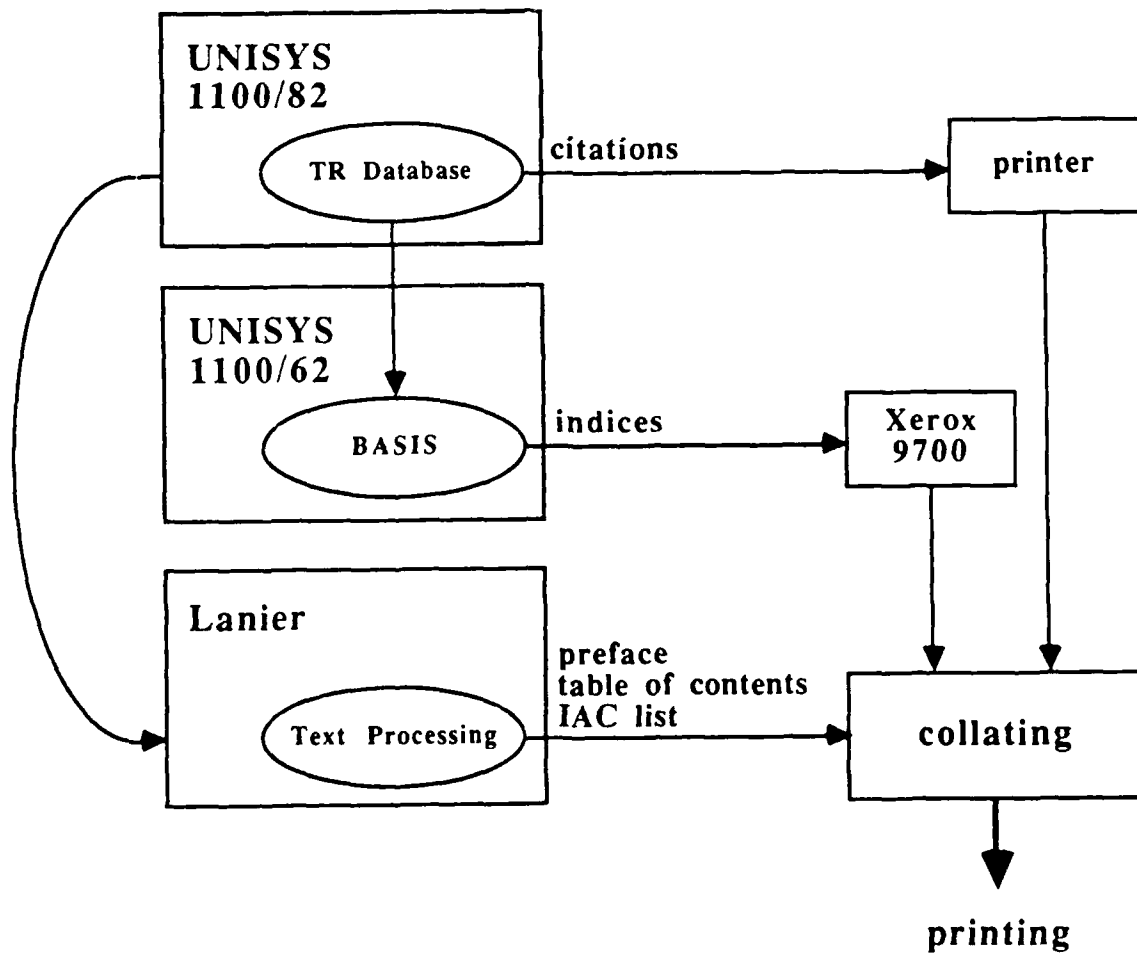 UNISYS
1100/82
TR Database
citations
printer
UNISYS
1100/62
BASIS
indices
Xerox
9700
Lanier
Text Processing
preface
table of contents
IAC list
collating
printing